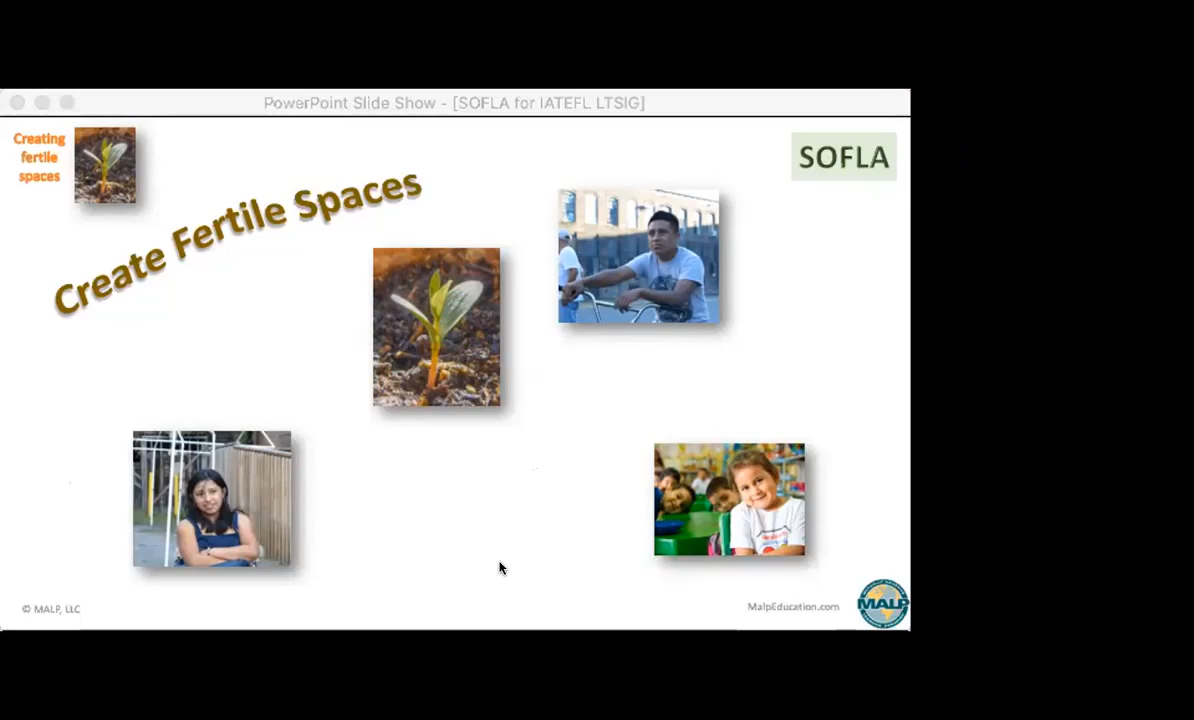 PowerPoint Slide Show - [SOFLA for IATEFL LTSIG]
Creating
fertile
spaces
SOFLA
Create Fertile Spaces
© MALP, LLC
MalpEducation.com
MALP